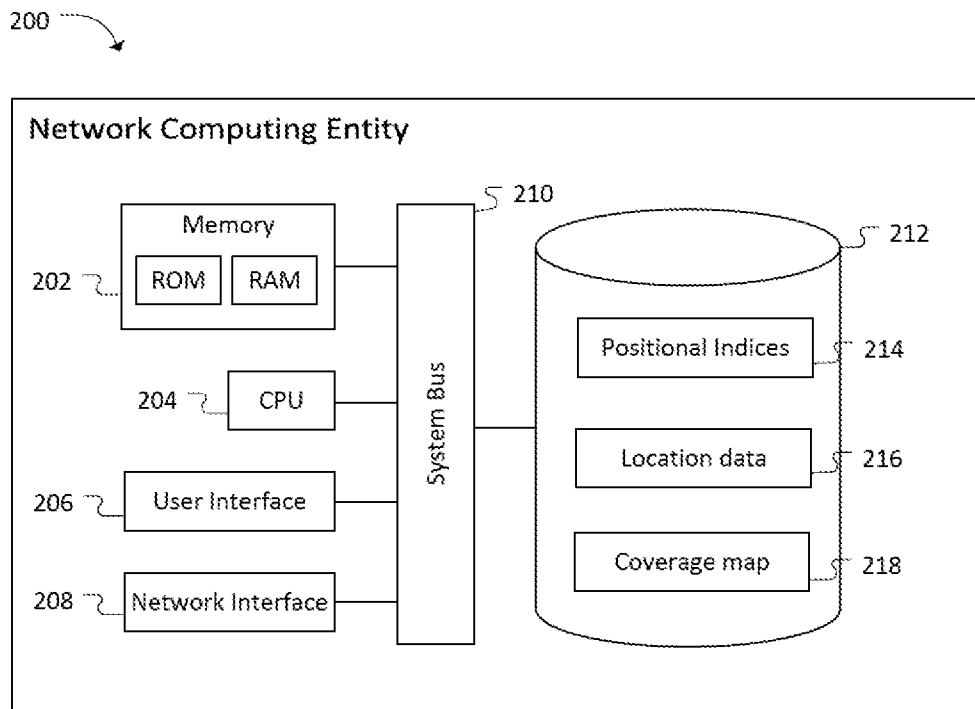 200
Network Computing Entity
Memory
ROM RAM
202
CPU
204
User Interface
206
Network Interface
208
System Bus
210
212
Positional Indices
214
Location data
216
Coverage map
218